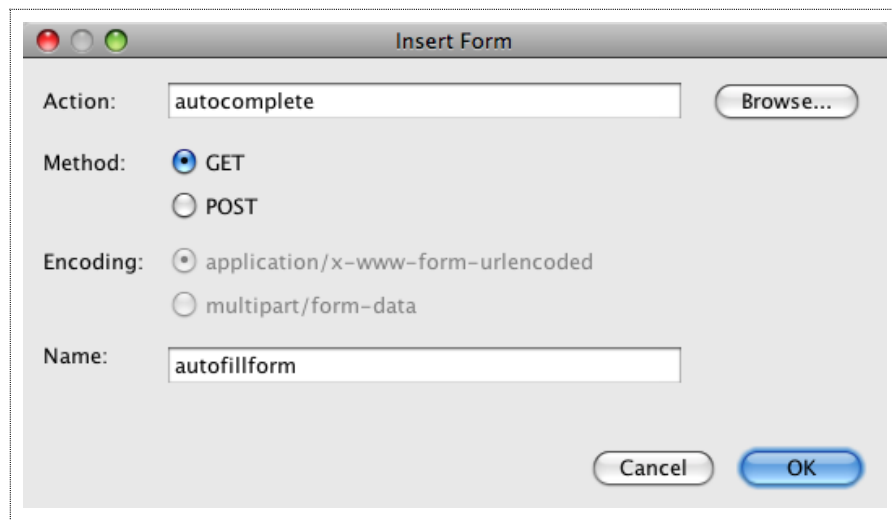 Insert Form
Action: autocomplete Browse...
Method: GET
POST
Encoding: application/x-www-form-urlencoded
multipart/form-data
Name: autofillform
Cancel OK